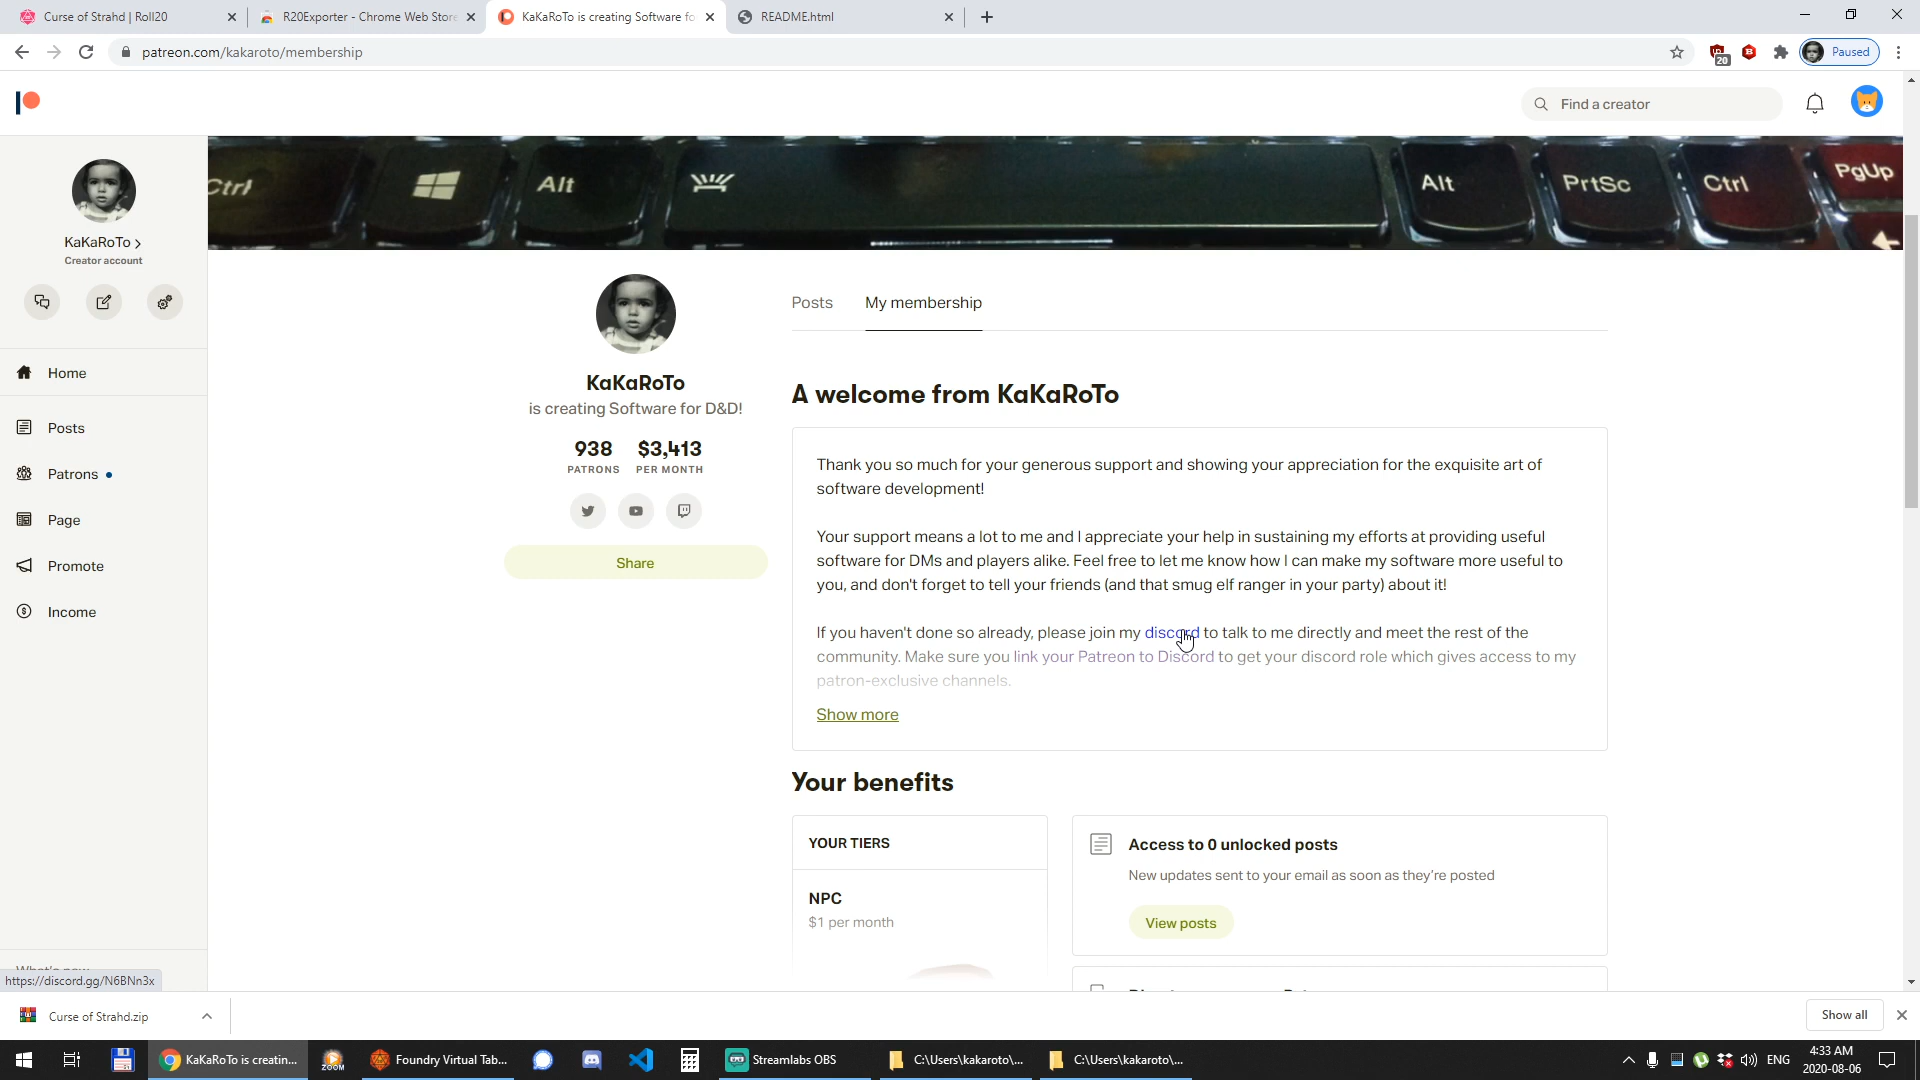 Curse of Strahd | Roll20
R20Exporter - Chrome Web Store
KaKaRoTo is creating Software fo
README.html
patreon.com/kakaroto/membership
20
Paused
Find a creator
Ctrl
Alt
Alt
PrtSc
Ctrl
PgUp
KaKaRoTo
Creator account
Home
Posts
Patrons
Page
Promote
Income
KaKaRoTo
is creating Software for D&D!
938
PATRONS
$3,413
PER MONTH
Share
Posts
My membership
A welcome from KaKaRoTo
Thank you so much for your generous support and showing your appreciation for the exquisite art of
software development!
Your support means a lot to me and I appreciate your help in sustaining my efforts at providing useful
software for DMs and players alike. Feel free to let me know how I can make my software more useful to
you, and don't forget to tell your friends (and that smug elf ranger in your party) about it!
If you haven't done so already, please join my discord to talk to me directly and meet the rest of the
community. Make sure you link your Patreon to Discord to get your discord role which gives access to my
patron-exclusive channels.
Show more
Your benefits
YOUR TIERS
NPC
$1 per month
Access to 0 unlocked posts
New updates sent to your email as soon as they're posted
View posts
https://discord.gg/N6BNn3x
Curse of Strahd.zip
Show all
KaKaRoTo is creatin...
ZOOM
Foundry Virtual Tab...
Streamlabs OBS
C:\Users\kakaroto\...
C:\Users\kakaroto\...
ENG
4:33 AM
2020-08-06